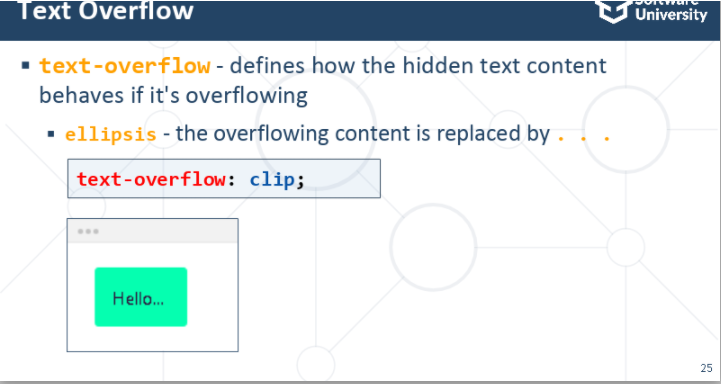 Text Overflow
Software
University
▪ text-overflow - defines how the hidden text content
behaves if it's overflowing
▪ ellipsis - the overflowing content is replaced by . . .
text-overflow: clip;
Hello...
25